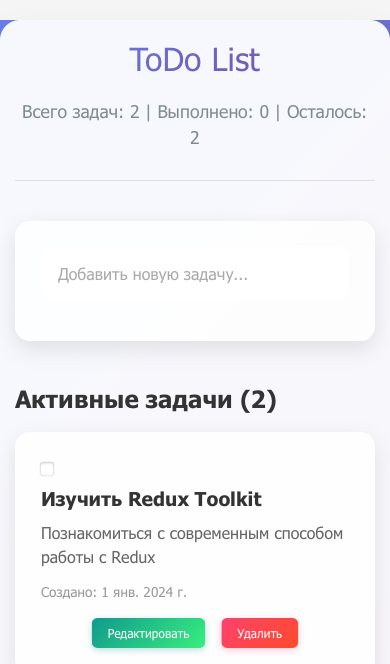 ToDo List
Всего задач: 2 | Выполнено: 0 | Осталось:
2
Добавить новую задачу...
Активные задачи (2)
Изучить Redux Toolkit
Познакомиться с современным способом
работы с Redux
Создано: 1 янв. 2024 г.
Редактировать Удалить